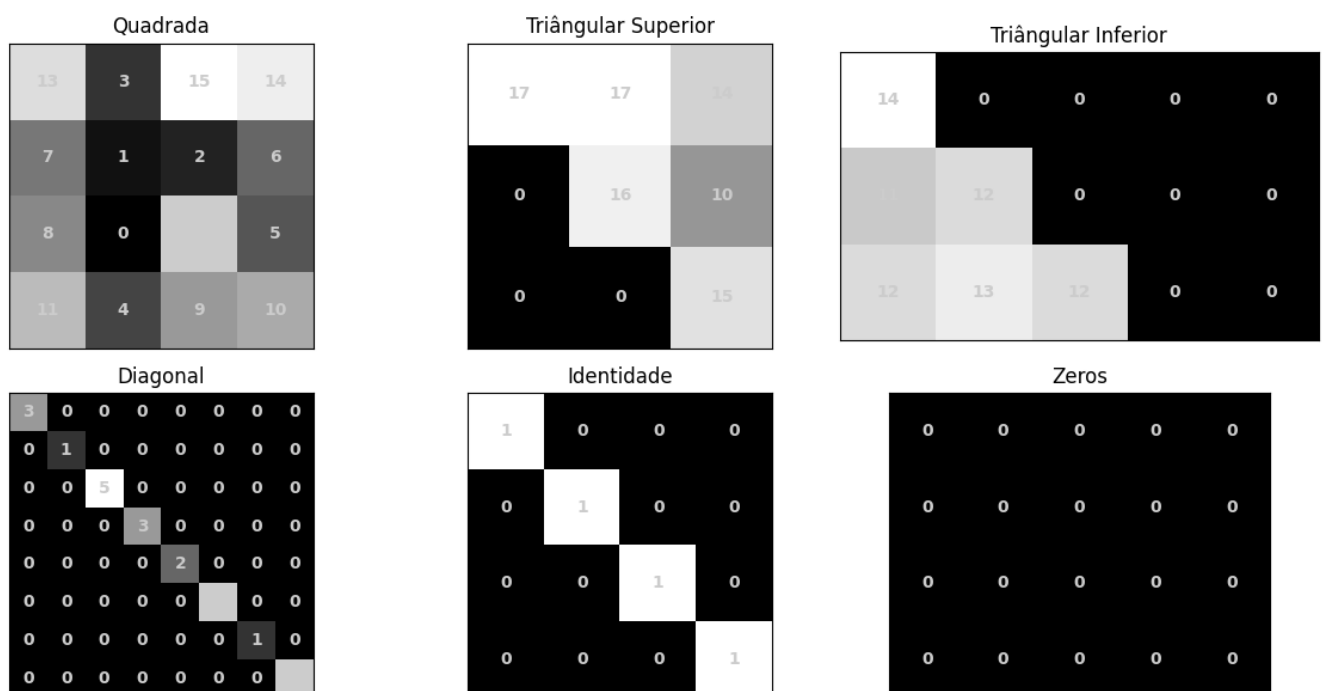 Quadrada
13 3 15 14
7 1 2 6
8 0 5
11 4 9 10
Triângular Superior
17 17 14
0 16 10
0 0 15
Triângular Inferior
14 0 0 0 0
12 0 0 0
12 13 12 0 0
Diagonal
3 0 0 0 0 0 0 0
0 1 0 0 0 0 0 0
0 0 5 0 0 0 0 0
0 0 0 3 0 0 0 0
0 0 0 0 2 0 0 0
0 0 0 0 0 0 0
0 0 0 0 0 0 1 0
0 0 0 0 0 0 0
Identidade
1 0 0 0
0 1 0 0
0 0 1 0
0 0 0 1
Zeros
0 0 0 0 0
0 0 0 0 0
0 0 0 0 0
0 0 0 0 0